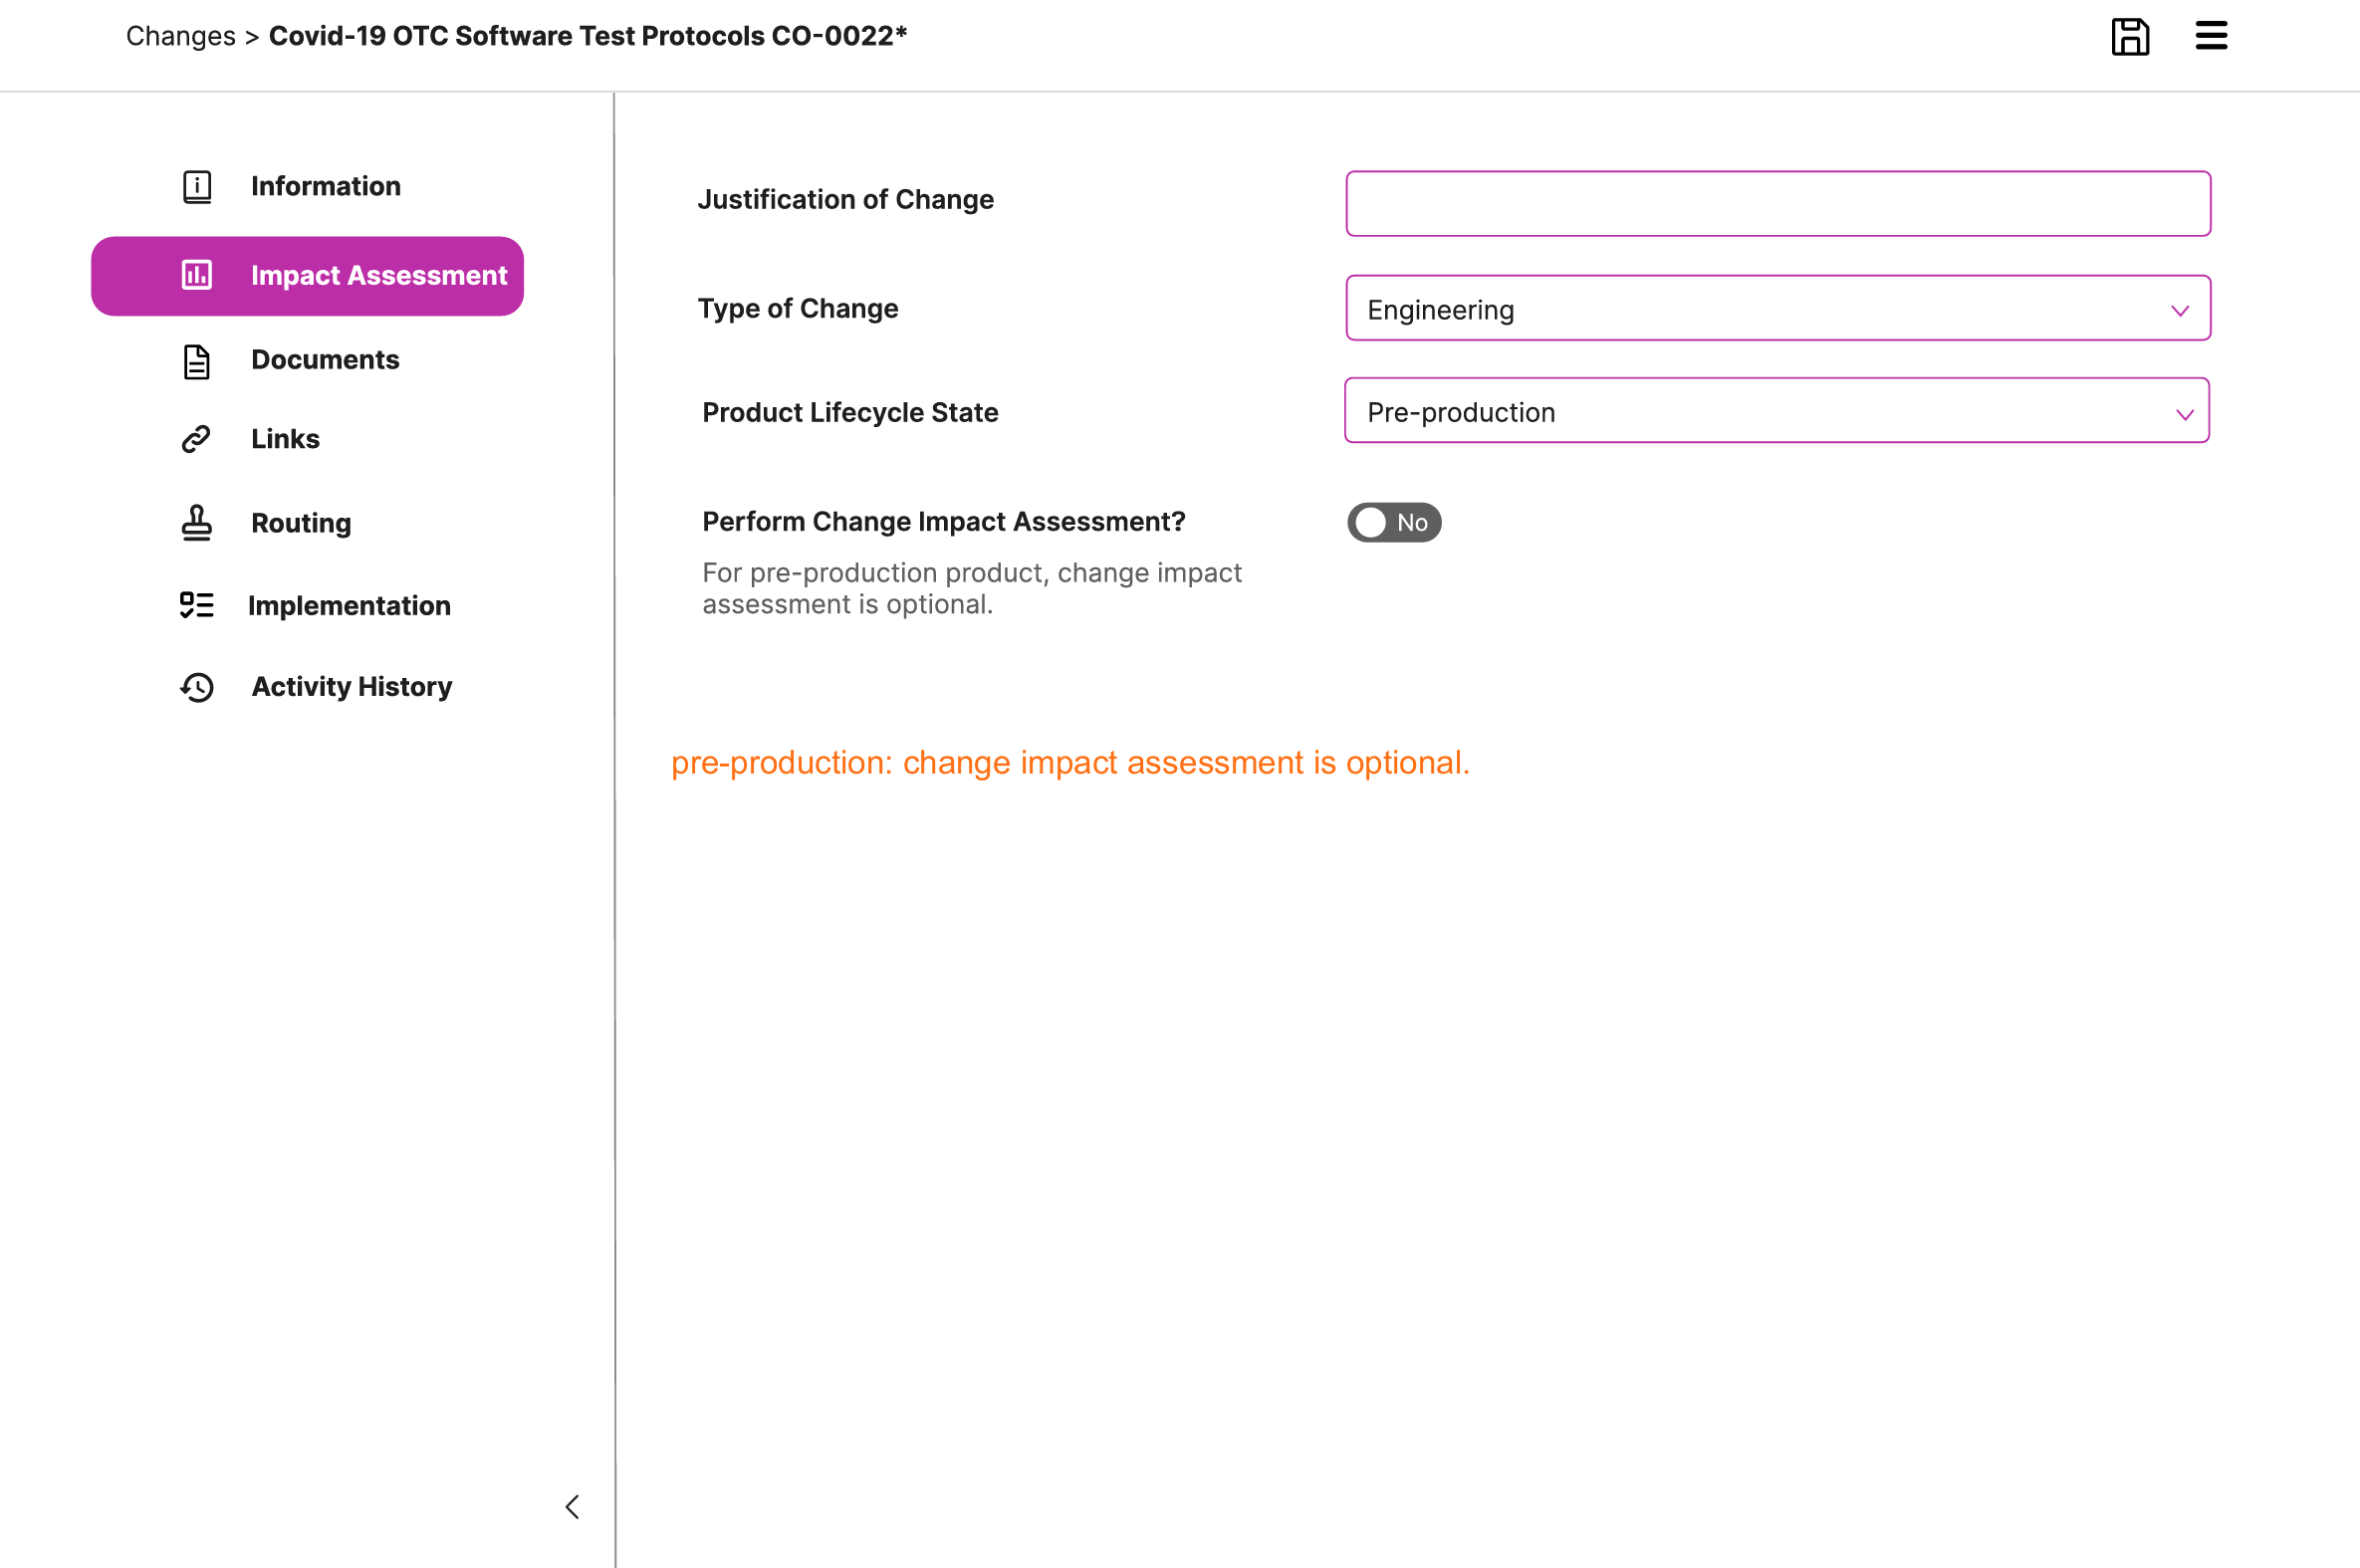 Changes > Covid-19 OTC Software Test Protocols CO-0022*
Information
Impact Assessment
Documents
Links
Routing
Implementation
Activity History
Justification of Change
Type of Change
Engineering
Product Lifecycle State
Pre-production
Perform Change Impact Assessment?
No
For pre-production product, change impact
assessment is optional.
pre-production: change impact assessment is optional.